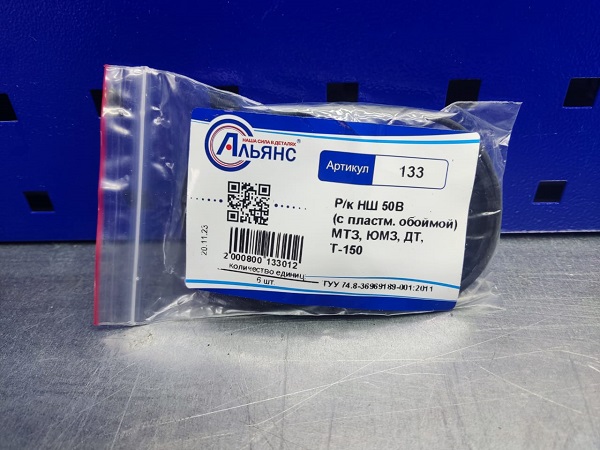 НАША СИЛА В ДЕТАЛЯХ
АЛЬЯНС®
Артикул 133
Р/к НШ 50В
(с пластм. обоймой)
МТЗ, ЮМЗ, ДТ,
Т-150
20.11.23
2 000800 133012
количество единиц
6 шт.
ТУУ 74.8-36969189-001:2011